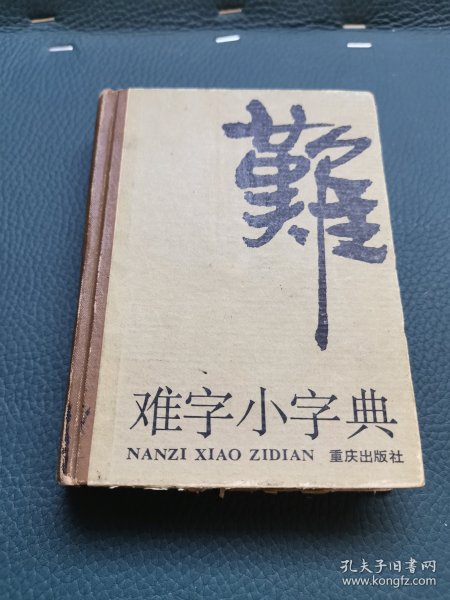 難
难字小字典
NANZI XIAO ZIDIAN 重庆出版社
孔夫子旧书网
www.kongfz.com